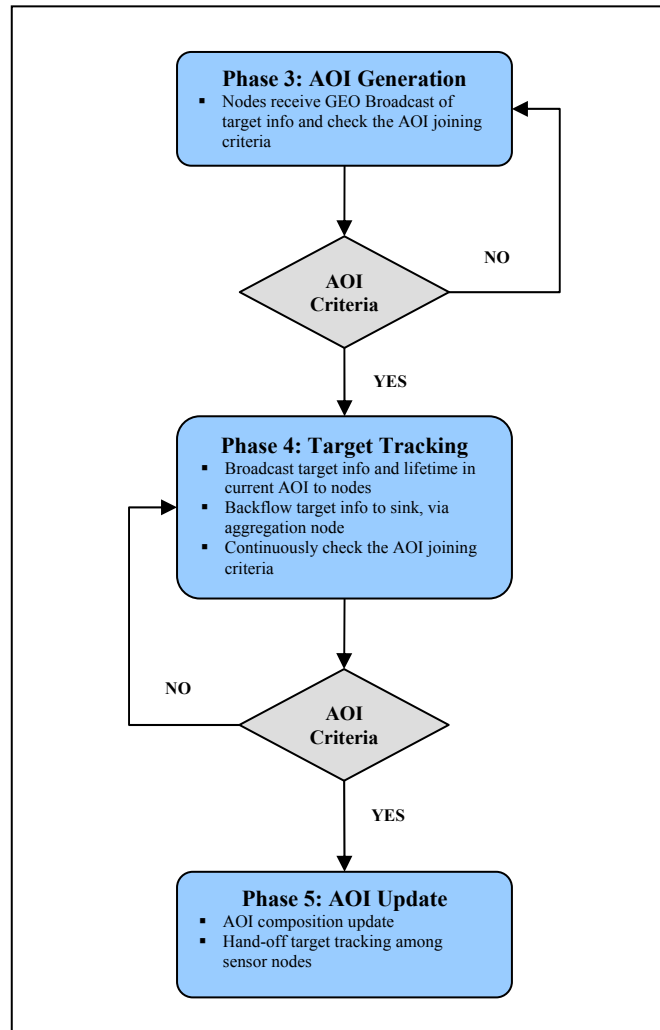 Phase 3: AOI Generation
▪ Nodes receive GEO Broadcast of
target info and check the AOI joining
criteria
NO
AOI
Criteria
YES
Phase 4: Target Tracking
▪ Broadcast target info and lifetime in
current AOI to nodes
▪ Backflow target info to sink, via
aggregation node
▪ Continuously check the AOI joining
criteria
NO
AOI
Criteria
YES
Phase 5: AOI Update
▪ AOI composition update
▪ Hand-off target tracking among
sensor nodes